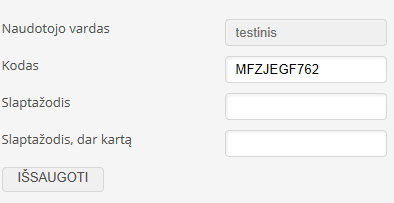 Naudotojo vardas testinis
Kodas MFZJEGF762
Slaptažodis
Slaptažodis, dar kartą
IŠSAUGOTI